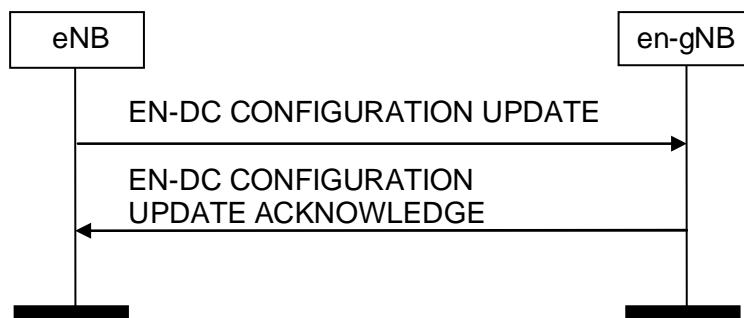 eNB
en-gNB
EN-DC CONFIGURATION UPDATE
EN-DC CONFIGURATION
UPDATE ACKNOWLEDGE